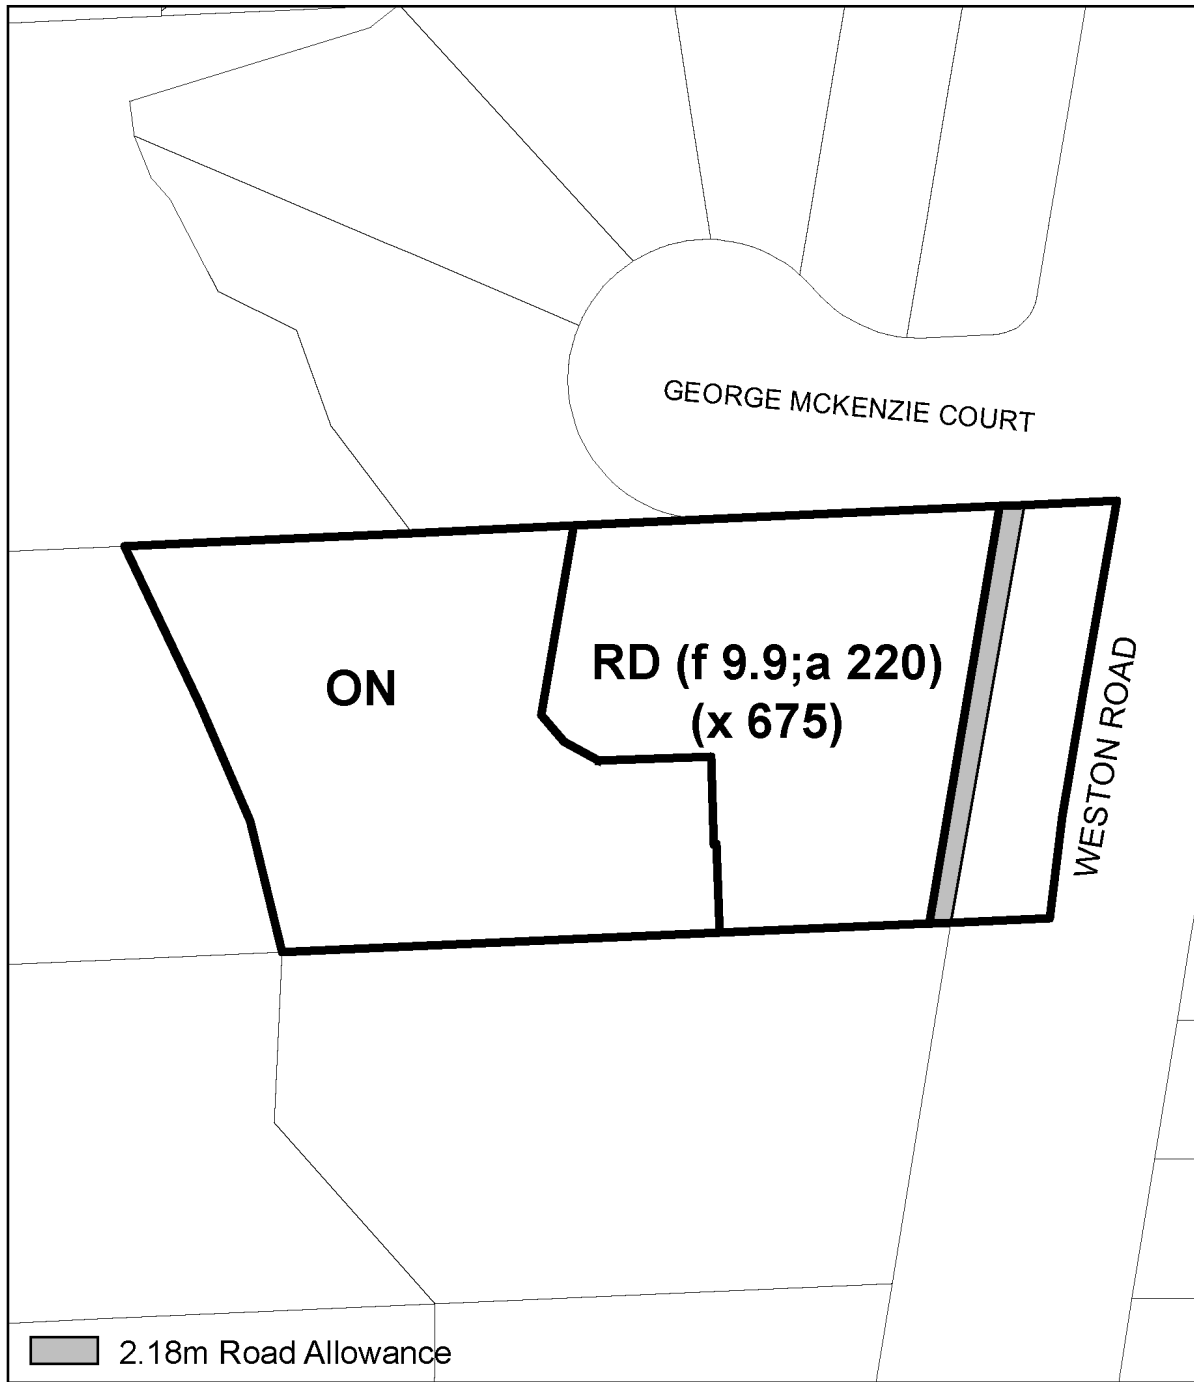 GEORGE MCKENZIE COURT
ON
RD (f 9.9;a 220)
(x 675)
WESTON ROAD
2.18m Road Allowance